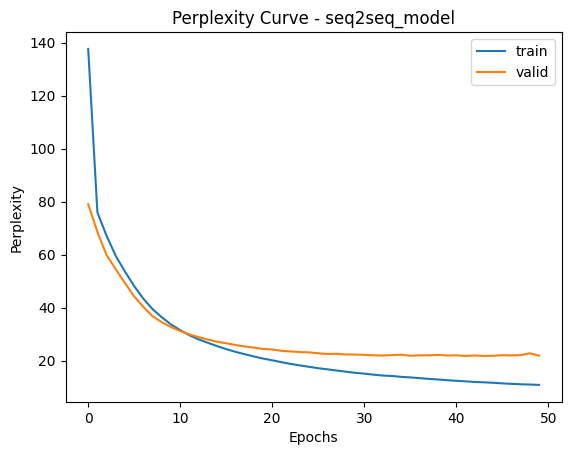 Perplexity Curve - seq2seq_model
140
120
100
80
60
40
20
Perplexity
train
valid
0 10 20 30 40 50
Epochs